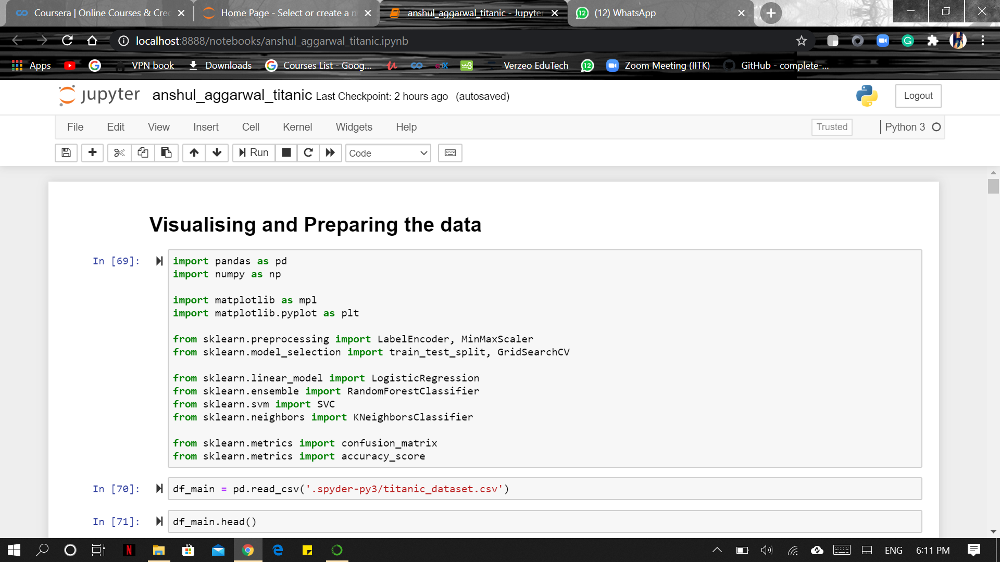 Coursera | Online Courses & Cre
Home Page - Select or create a n
anshul_aggarwal_titanic - Jupyter
12 (12) WhatsApp
localhost:8888/notebooks/anshul_aggarwal_titanic.ipynb
Apps
VPN book
Downloads
Courses List - Goog...
w3
Verzeo EduTech
12
Zoom Meeting (IITK)
GitHub - complete-...
jupyter anshul_aggarwal_titanic Last Checkpoint: 2 hours ago (autosaved)
Logout
File Edit View Insert Cell Kernel Widgets Help
Trusted
Python 3
Run
Code
Visualising and Preparing the data
In [69]:
import pandas as pd
import numpy as np
import matplotlib as mpl
import matplotlib.pyplot as plt
from sklearn.preprocessing import LabelEncoder, MinMaxScaler
from sklearn.model_selection import train_test_split, GridSearchCV
from sklearn.linear_model import LogisticRegression
from sklearn.ensemble import RandomForestClassifier
from sklearn.svm import SVC
from sklearn.neighbors import KNeighborsClassifier
from sklearn.metrics import confusion_matrix
from sklearn.metrics import accuracy_score
In [70]: df_main = pd.read_csv('.spyder-py3/titanic_dataset.csv')
In [71]: df_main.head()
ENG
6:11 PM